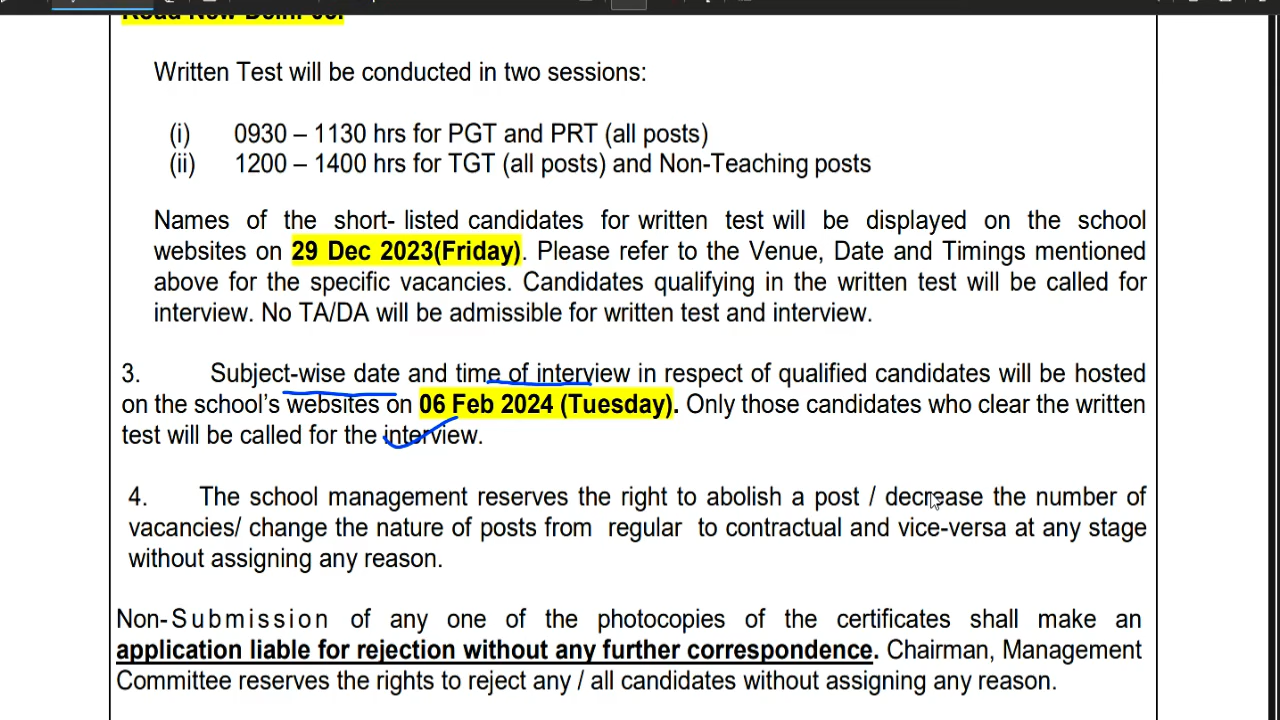 Road New Delhi
Written Test will be conducted in two sessions:
(i) 0930 – 1130 hrs for PGT and PRT (all posts)
(ii) 1200 – 1400 hrs for TGT (all posts) and Non-Teaching posts
Names of the short- listed candidates for written test will be displayed on the school
websites on 29 Dec 2023(Friday). Please refer to the Venue, Date and Timings mentioned
above for the specific vacancies. Candidates qualifying in the written test will be called for
interview. No TA/DA will be admissible for written test and interview.
3. Subject-wise date and time of interview in respect of qualified candidates will be hosted
on the school’s websites on 06 Feb 2024 (Tuesday). Only those candidates who clear the written
test will be called for the interview.
4. The school management reserves the right to abolish a post / decrease the number of
vacancies/ change the nature of posts from regular to contractual and vice-versa at any stage
without assigning any reason.
Non-Submission of any one of the photocopies of the certificates shall make an
application liable for rejection without any further correspondence. Chairman, Management
Committee reserves the rights to reject any / all candidates without assigning any reason.